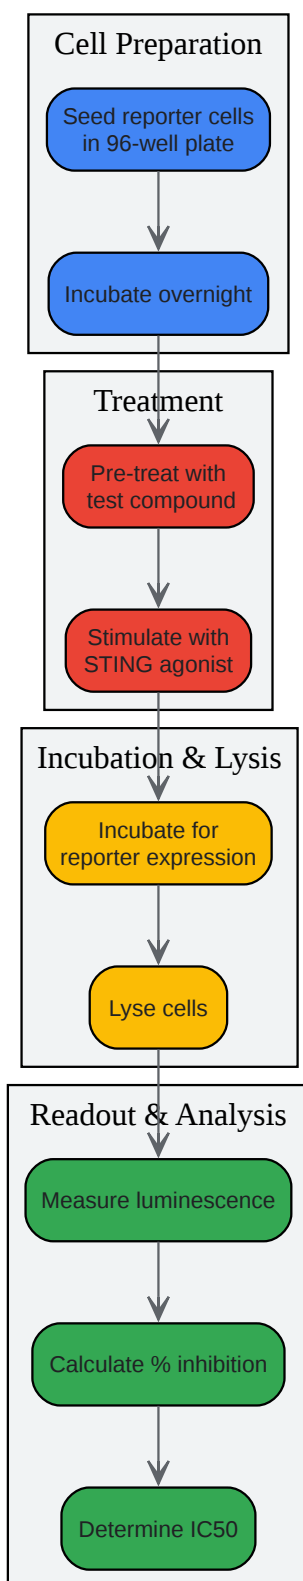 Cell Preparation
Seed reporter cells
in 96-well plate
Incubate overnight
Treatment
Pre-treat with
test compound
Stimulate with
STING agonist
Incubation & Lysis
Incubate for
reporter expression
Lyse cells
Readout & Analysis
Measure luminescence
Calculate % inhibition
Determine IC50